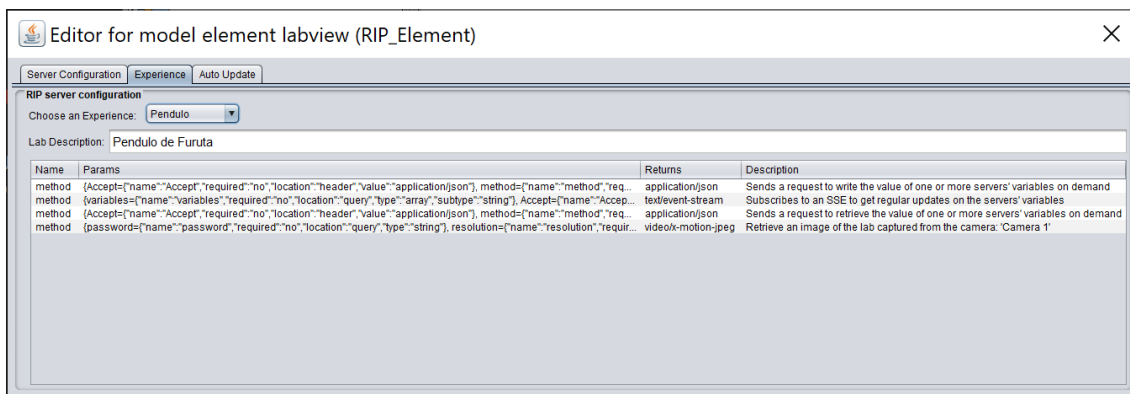 Editor for model element labview (RIP_Element)
Server Configuration Experience Auto Update
RIP server configuration
Choose an Experience: Pendulo
Lab Description: Pendulo de Furuta
Name Params Returns Description
method {Accept={"name":"Accept","required":"no","location":"header","value":"application/json"}, method={"name":"method","req... application/json Sends a request to write the value of one or more servers' variables on demand
method {variables={"name":"variables","required":"no","location":"query","type":"array","subtype":"string"}, Accept={"name":"Accep... text/event-stream Subscribes to an SSE to get regular updates on the servers' variables
method {Accept={"name":"Accept","required":"no","location":"header","value":"application/json"}, method={"name":"method","req... application/json Sends a request to retrieve the value of one or more servers' variables on demand
method {password={"name":"password","required":"no","location":"query","type":"string"}, resolution={"name":"resolution","requir... video/x-motion-jpeg Retrieve an image of the lab captured from the camera: 'Camera 1'